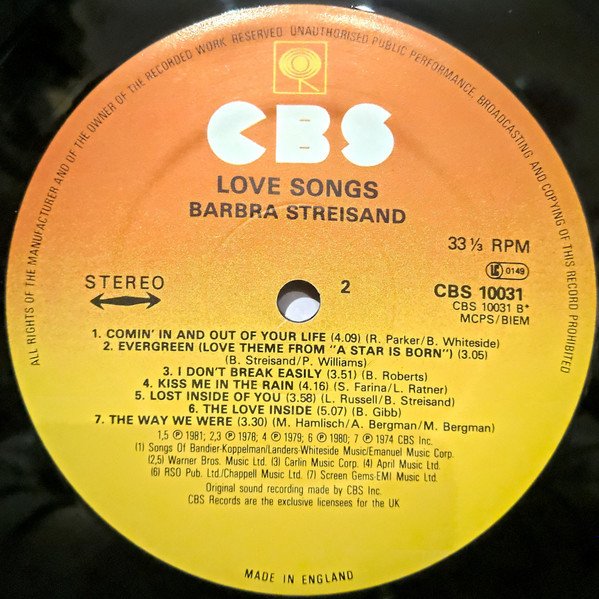 ALL RIGHTS OF THE MANUFACTURER AND OF THE OWNER OF THE RECORDED WORK RESERVED UNAUTHORISED PUBLIC PERFORMANCE, BROADCASTING AND COPYING OF THIS RECORD PROHIBITED
CBS
LOVE SONGS
BARBRA STREISAND
33 ⅓ RPM
LC 0149
STEREO
2
CBS 10031
CBS 10031 B*
MCPS/BIEM
1. COMIN' IN AND OUT OF YOUR LIFE (4.09) (R. Parker/B. Whiteside)
2. EVERGREEN (LOVE THEME FROM "A STAR IS BORN") (3.05)
(B. Streisand/P. Williams)
3. I DON'T BREAK EASILY (3.51) (B. Roberts)
4. KISS ME IN THE RAIN (4.16) (S. Farina/L. Ratner)
5. LOST INSIDE OF YOU (3.58) (L. Russell/B. Streisand)
6. THE LOVE INSIDE (5.07) (B. Gibb)
7. THE WAY WE WERE (3.30) (M. Hamlisch/A. Bergman/M. Bergman)
1,5 ℗ 1981; 2,3 ℗ 1978; 4 ℗ 1979; 6 ℗ 1980; 7 ℗ 1974 CBS Inc.
(1) Songs Of Bandier-Koppelman/Landers-Whiteside Music/Emanuel Music Corp.
(2,5) Warner Bros. Music Ltd. (3) Carlin Music Corp. (4) April Music Ltd.
(6) RSO Pub. Ltd./Chappell Music Ltd. (7) Screen Gems-EMI Music Ltd.
Original sound recording made by CBS Inc.
CBS Records are the exclusive licensees for the UK
MADE IN ENGLAND